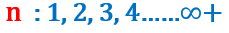 n : 1, 2, 3, 4......∞+